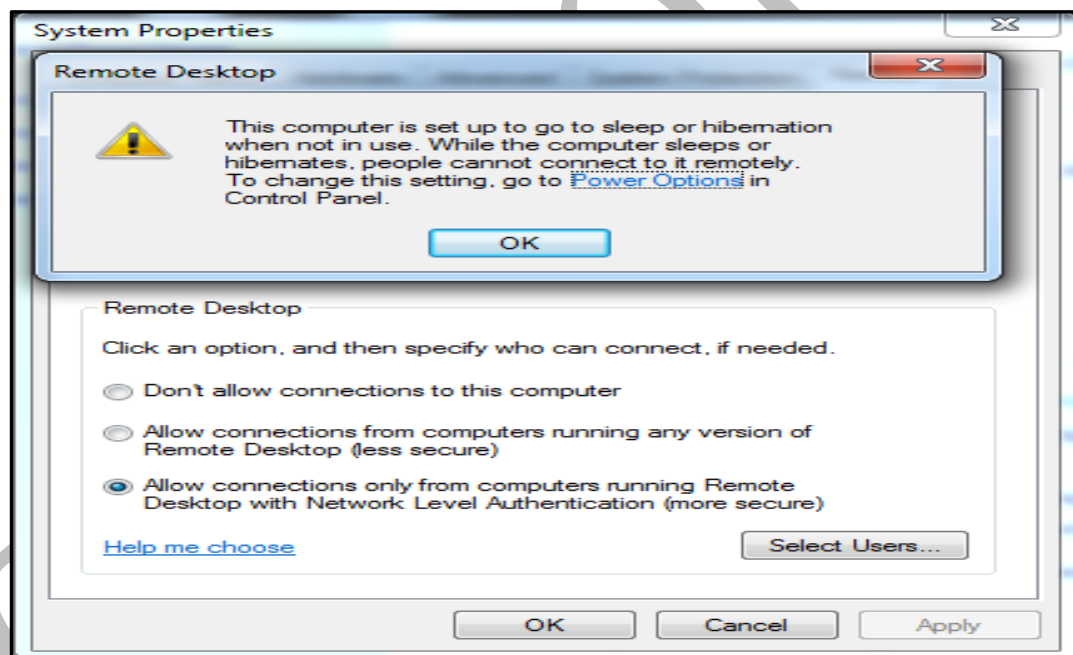 System Properties
Remote Desktop
This computer is set up to go to sleep or hibernation
when not in use. While the computer sleeps or
hibernates, people cannot connect to it remotely.
To change this setting, go to Power Options in
Control Panel.
OK
Remote Desktop
Click an option, and then specify who can connect, if needed.
Don't allow connections to this computer
Allow connections from computers running any version of
Remote Desktop (less secure)
Allow connections only from computers running Remote
Desktop with Network Level Authentication (more secure)
Help me choose
Select Users...
OK
Cancel
Apply